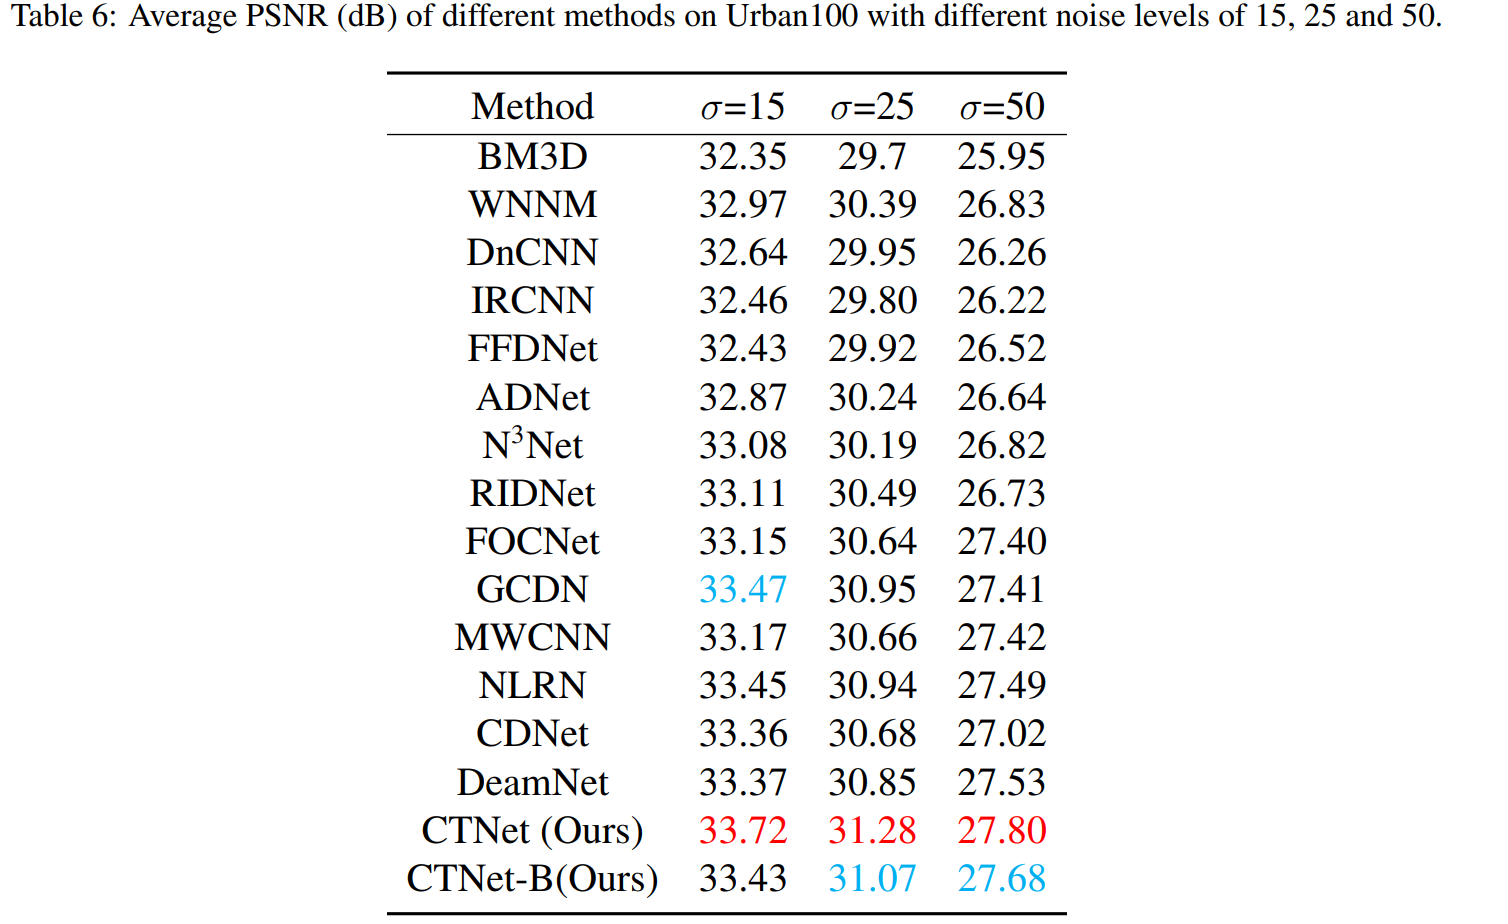 Table 6: Average PSNR (dB) of different methods on Urban100 with different noise levels of 15, 25 and 50.
Method σ=15 σ=25 σ=50
BM3D 32.35 29.7 25.95
WNNM 32.97 30.39 26.83
DnCNN 32.64 29.95 26.26
IRCNN 32.46 29.80 26.22
FFDNet 32.43 29.92 26.52
ADNet 32.87 30.24 26.64
N³Net 33.08 30.19 26.82
RIDNet 33.11 30.49 26.73
FOCNet 33.15 30.64 27.40
GCDN 33.47 30.95 27.41
MWCNN 33.17 30.66 27.42
NLRN 33.45 30.94 27.49
CDNet 33.36 30.68 27.02
DeamNet 33.37 30.85 27.53
CTNet (Ours) 33.72 31.28 27.80
CTNet-B(Ours) 33.43 31.07 27.68